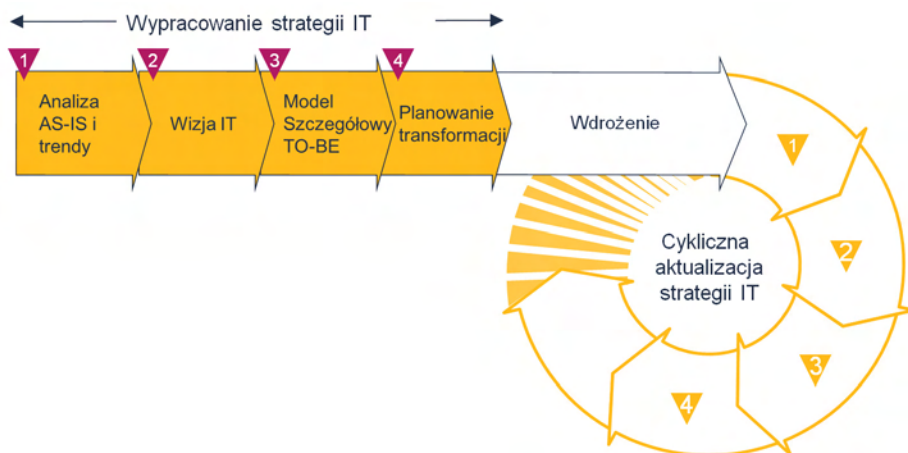 Wypracowanie strategii IT
1
2
3
4
Analiza
AS-IS i
trendy
Wizja IT
Model
Szczegółowy
TO-BE
Planowanie
transformacji
Wdrożenie
1
2
3
4
Cykliczna
aktualizacja
strategii IT